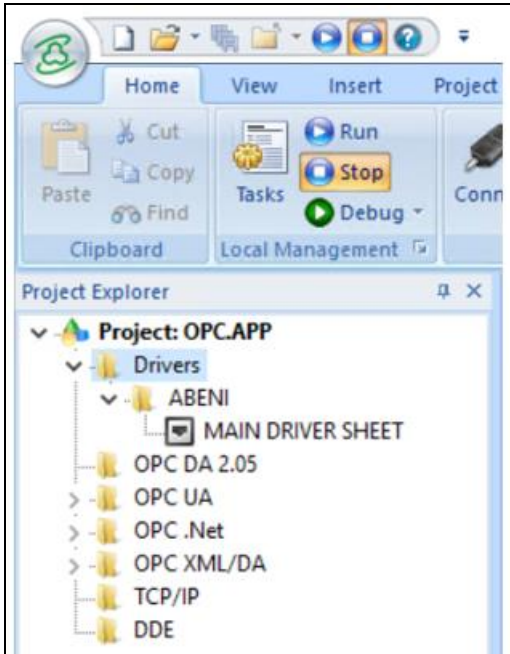 Home View Insert Project
Paste
Cut
Copy
Find
Clipboard
Tasks
Run
Stop
Debug
Local Management
Conn
Project Explorer
Project: OPC.APP
Drivers
ABENI
MAIN DRIVER SHEET
OPC DA 2.05
OPC UA
OPC .Net
OPC XML/DA
TCP/IP
DDE